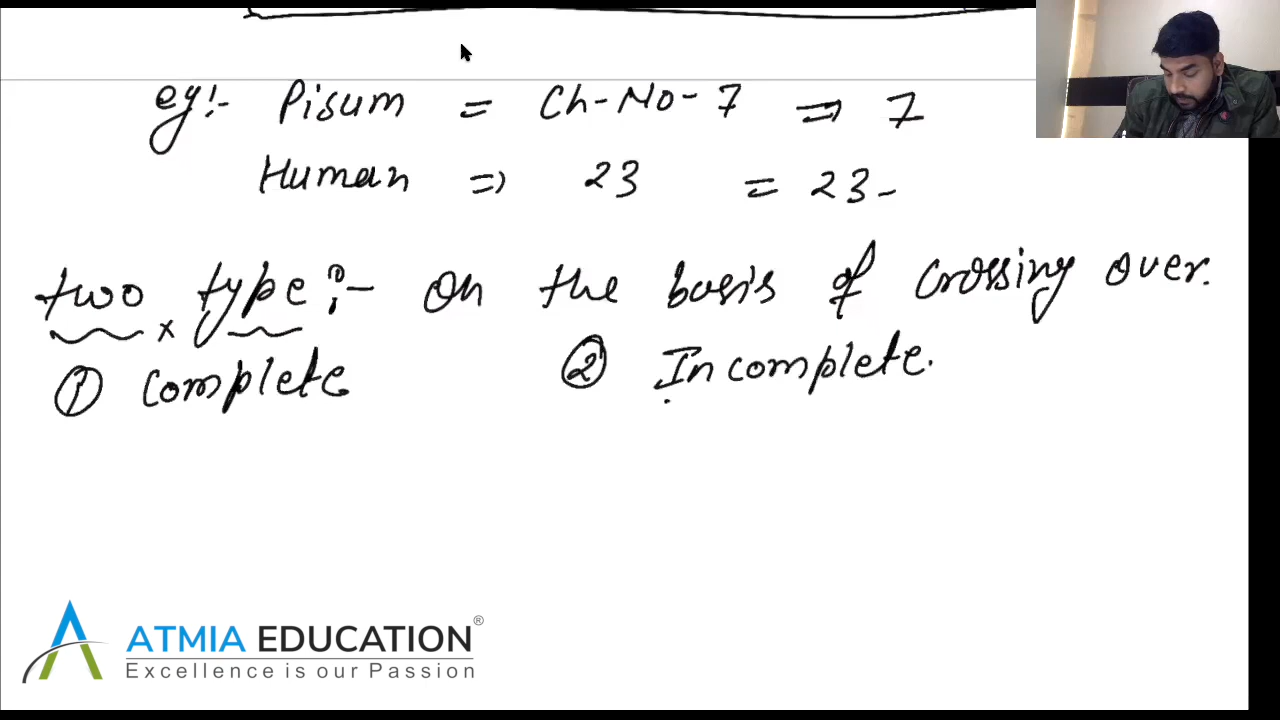 eg:- Pisum = Ch-No-7 ⇒ 7
Human ⇒ 23 = 23-
two type:- On the basis of crossing over.
① complete ② Incomplete.
ATMIA EDUCATION®
Excellence is our Passion